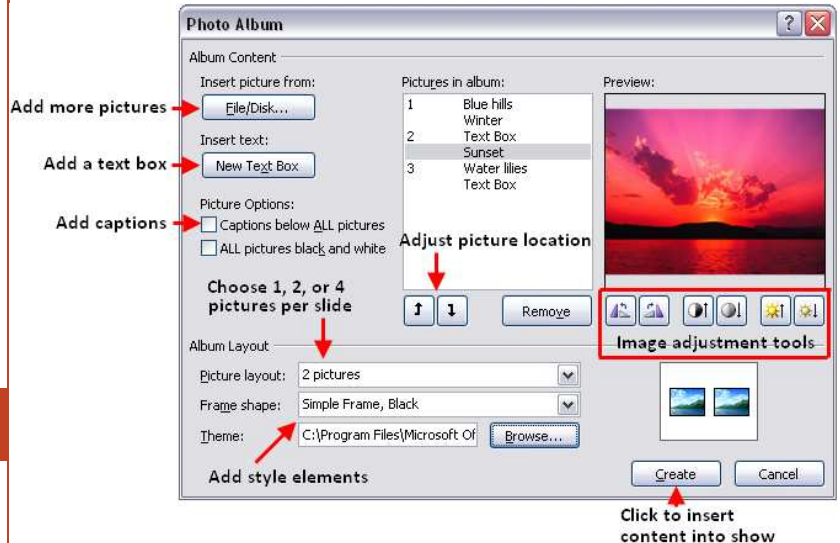 Photo Album
Album Content
Insert picture from:
Pictures in album:
Preview:
Add more pictures
File/Disk...
1 Blue hills
Winter
2 Text Box
Sunset
3 Water lilies
Text Box
Insert text:
Add a text box
New Text Box
Picture Options:
Add captions
Captions below ALL pictures
ALL pictures black and white
Adjust picture location
Choose 1, 2, or 4
pictures per slide
Remove
Image adjustment tools
Album Layout
Picture layout: 2 pictures
Frame shape: Simple Frame, Black
Theme: C:\Program Files\Microsoft Of
Browse...
Add style elements
Create
Cancel
Click to insert
content into show